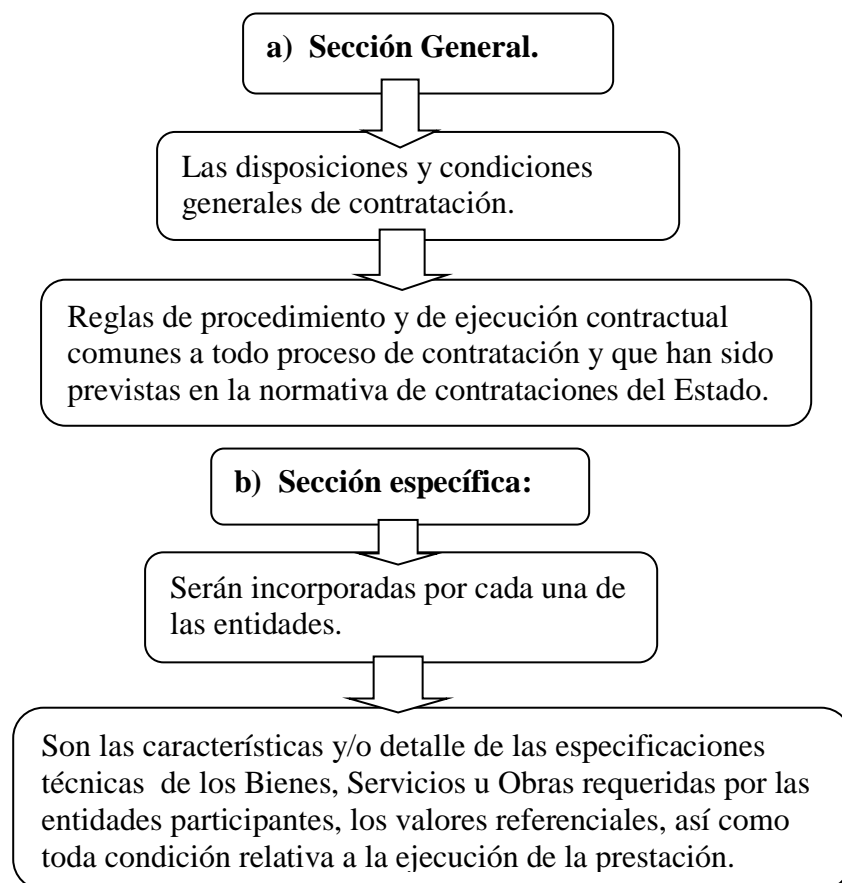 a) Sección General.
Las disposiciones y condiciones
generales de contratación.
Reglas de procedimiento y de ejecución contractual
comunes a todo proceso de contratación y que han sido
previstas en la normativa de contrataciones del Estado.
b) Sección específica:
Serán incorporadas por cada una de
las entidades.
Son las características y/o detalle de las especificaciones
técnicas de los Bienes, Servicios u Obras requeridas por las
entidades participantes, los valores referenciales, así como
toda condición relativa a la ejecución de la prestación.